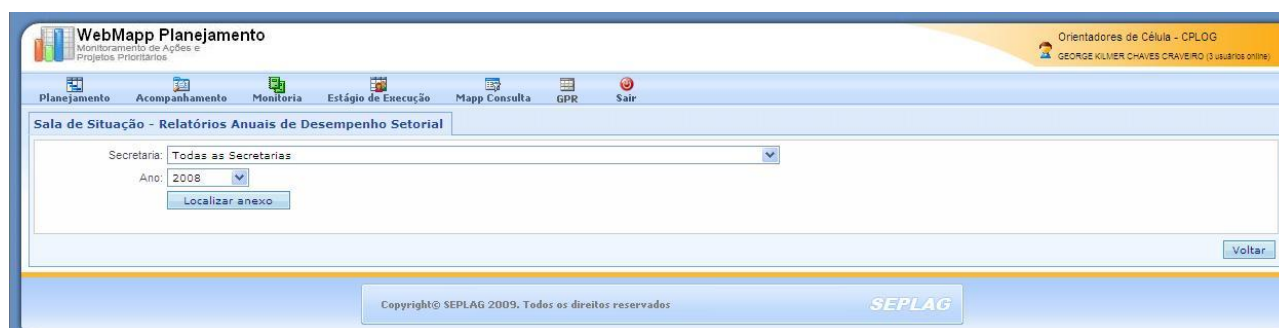 WebMapp Planejamento
Monitoramento de Ações e
Projetos Prioritários
Orientadores de Célula - CPLOG
GEORGE KILMER CHAVES CRAVEIRO (3 usuários online)
Planejamento Acompanhamento Monitoria Estágio de Execução Mapp Consulta GPR Sair
Sala de Situação - Relatórios Anuais de Desempenho Setorial
Secretaria: Todas as Secretarias
Ano: 2008
Localizar anexo
Voltar
Copyright© SEPLAG 2009. Todos os direitos reservados SEPLAG